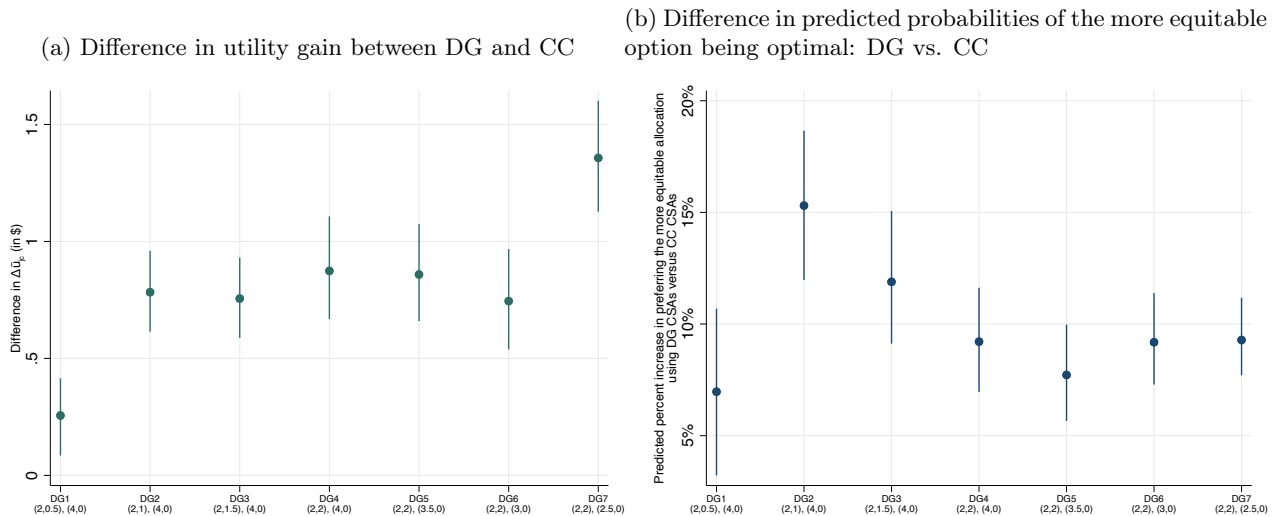 (a) Difference in utility gain between DG and CC
Difference in Δũⱼc (in $)
1.5
1
.5
0
DG1
(2,0.5), (4,0)
DG2
(2,1), (4,0)
DG3
(2,1.5), (4,0)
DG4
(2,2), (4,0)
DG5
(2,2), (3.5,0)
DG6
(2,2), (3,0)
DG7
(2,2), (2.5,0)
(b) Difference in predicted probabilities of the more equitable
option being optimal: DG vs. CC
Predicted percent increase in preferring the more equitable allocation
using DG CSAs versus CC CSAs
20%
15%
10%
5%
DG1
(2,0.5), (4,0)
DG2
(2,1), (4,0)
DG3
(2,1.5), (4,0)
DG4
(2,2), (4,0)
DG5
(2,2), (3.5,0)
DG6
(2,2), (3,0)
DG7
(2,2), (2.5,0)